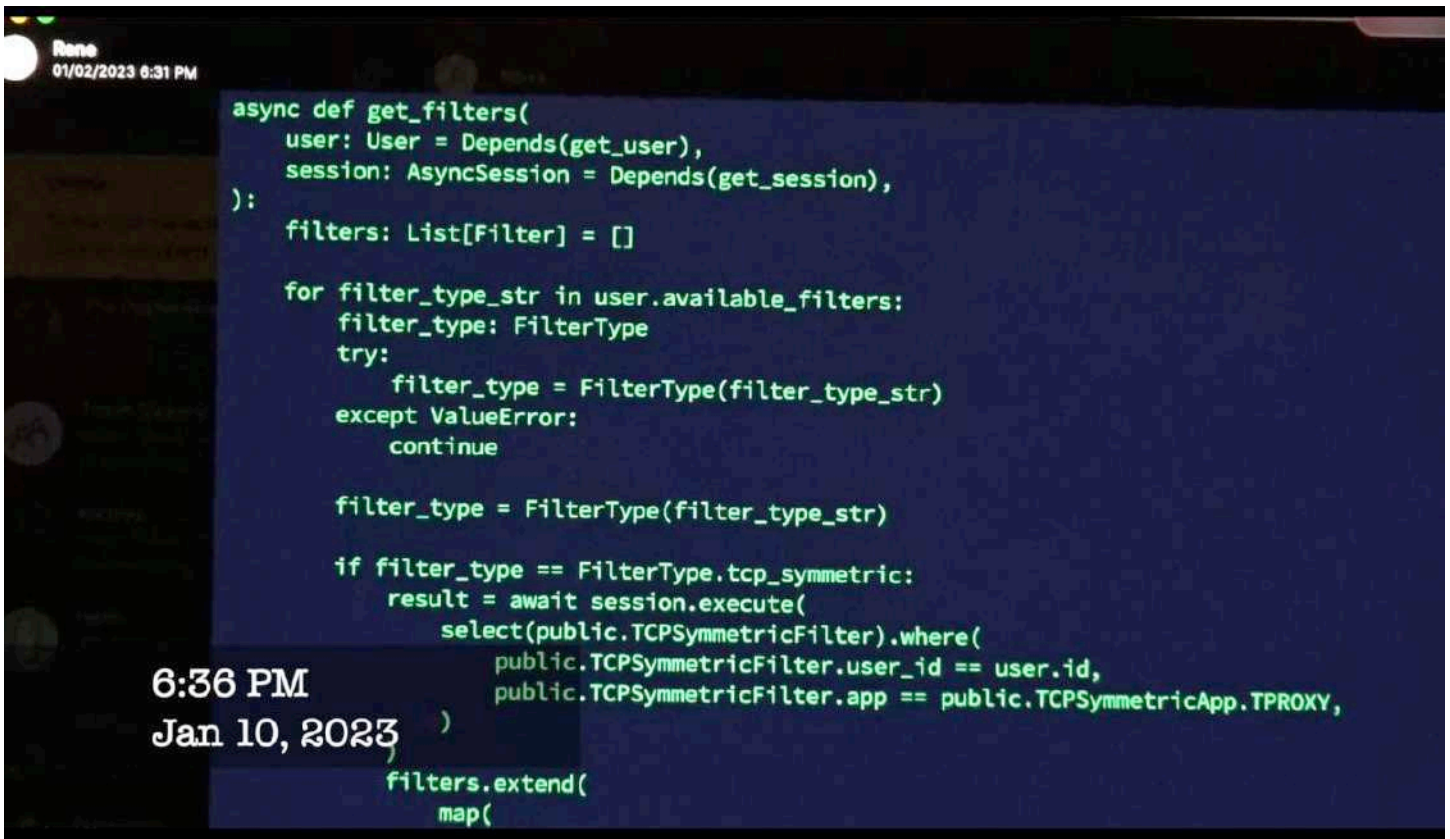 Rene
01/02/2023 6:31 PM
async def get_filters(
    user: User = Depends(get_user),
    session: AsyncSession = Depends(get_session),
):
    filters: List[Filter] = []
    for filter_type_str in user.available_filters:
        filter_type: FilterType
        try:
            filter_type = FilterType(filter_type_str)
        except ValueError:
            continue
        filter_type = FilterType(filter_type_str)
        if filter_type == FilterType.tcp_symmetric:
            result = await session.execute(
                select(public.TCPSymmetricFilter).where(
                    public.TCPSymmetricFilter.user_id == user.id,
                    public.TCPSymmetricFilter.app == public.TCPSymmetricApp.TPROXY,
                )
            )
            filters.extend(
                map(
6:36 PM
Jan 10, 2023